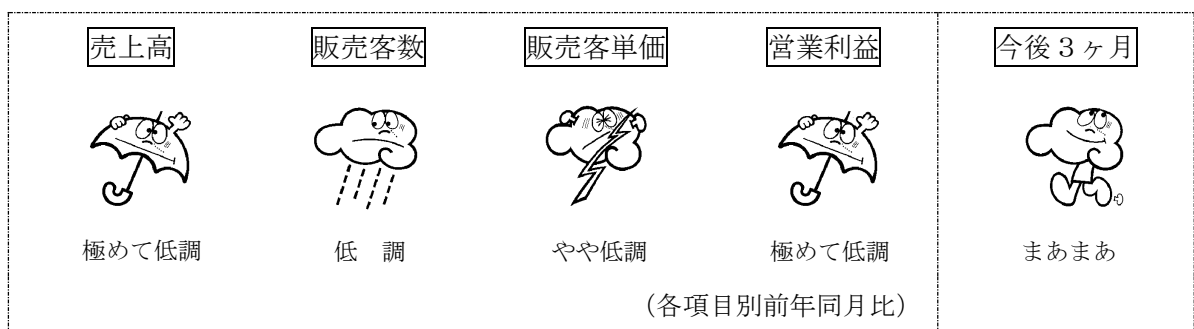 売上高 販売客数 販売客単価 営業利益 今後3ヶ月
極めて低調 低 調 やや低調 極めて低調 まあまあ
(各項目別前年同月比)